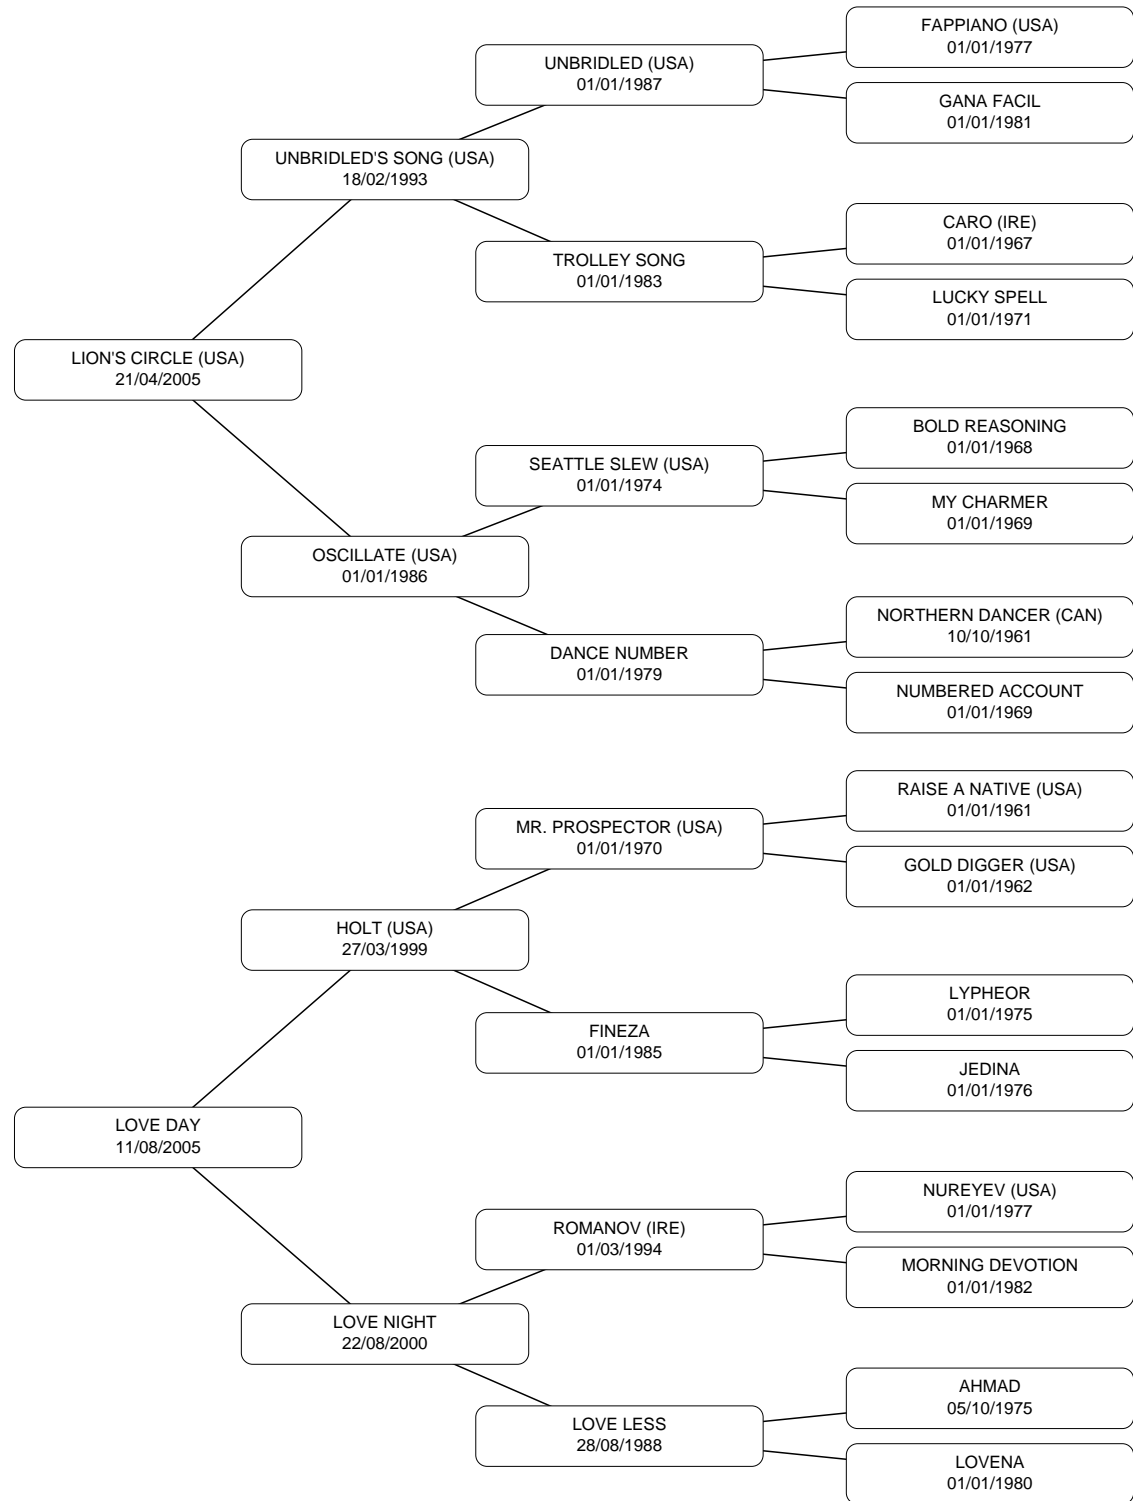 FAPPIANO (USA)
01/01/1977
UNBRIDLED (USA)
01/01/1987
GANA FACIL
01/01/1981
UNBRIDLED'S SONG (USA)
18/02/1993
CARO (IRE)
01/01/1967
TROLLEY SONG
01/01/1983
LUCKY SPELL
01/01/1971
LION'S CIRCLE (USA)
21/04/2005
BOLD REASONING
01/01/1968
SEATTLE SLEW (USA)
01/01/1974
MY CHARMER
01/01/1969
OSCILLATE (USA)
01/01/1986
NORTHERN DANCER (CAN)
10/10/1961
DANCE NUMBER
01/01/1979
NUMBERED ACCOUNT
01/01/1969
RAISE A NATIVE (USA)
01/01/1961
MR. PROSPECTOR (USA)
01/01/1970
GOLD DIGGER (USA)
01/01/1962
HOLT (USA)
27/03/1999
LYPHEOR
01/01/1975
FINEZA
01/01/1985
JEDINA
01/01/1976
LOVE DAY
11/08/2005
NUREYEV (USA)
01/01/1977
ROMANOV (IRE)
01/03/1994
MORNING DEVOTION
01/01/1982
LOVE NIGHT
22/08/2000
AHMAD
05/10/1975
LOVE LESS
28/08/1988
LOVENA
01/01/1980